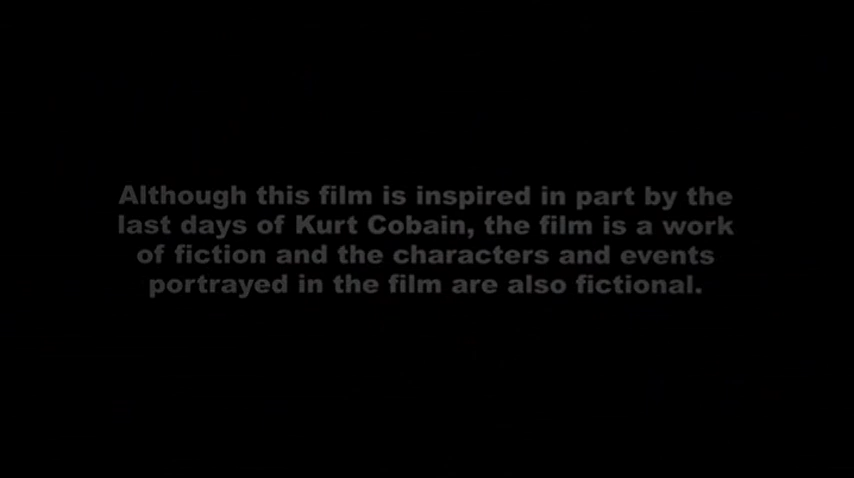 Although this film is inspired in part by the
last days of Kurt Cobain, the film is a work
of fiction and the characters and events
portrayed in the film are also fictional.